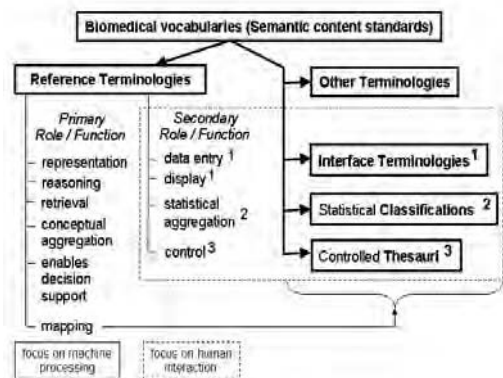 Biomedical vocabularies (Semantic content standards)
Reference Terminologies
Other Terminologies
Primary
Role / Function
representation
reasoning
retrieval
conceptual
aggregation
enables
decision
support
mapping
Secondary
Role / Function
data entry 1
display 1
statistical
aggregation 2
control 3
Interface Terminologies 1
Statistical Classifications 2
Controlled Thesauri 3
focus on machine
processing
focus on human
interaction